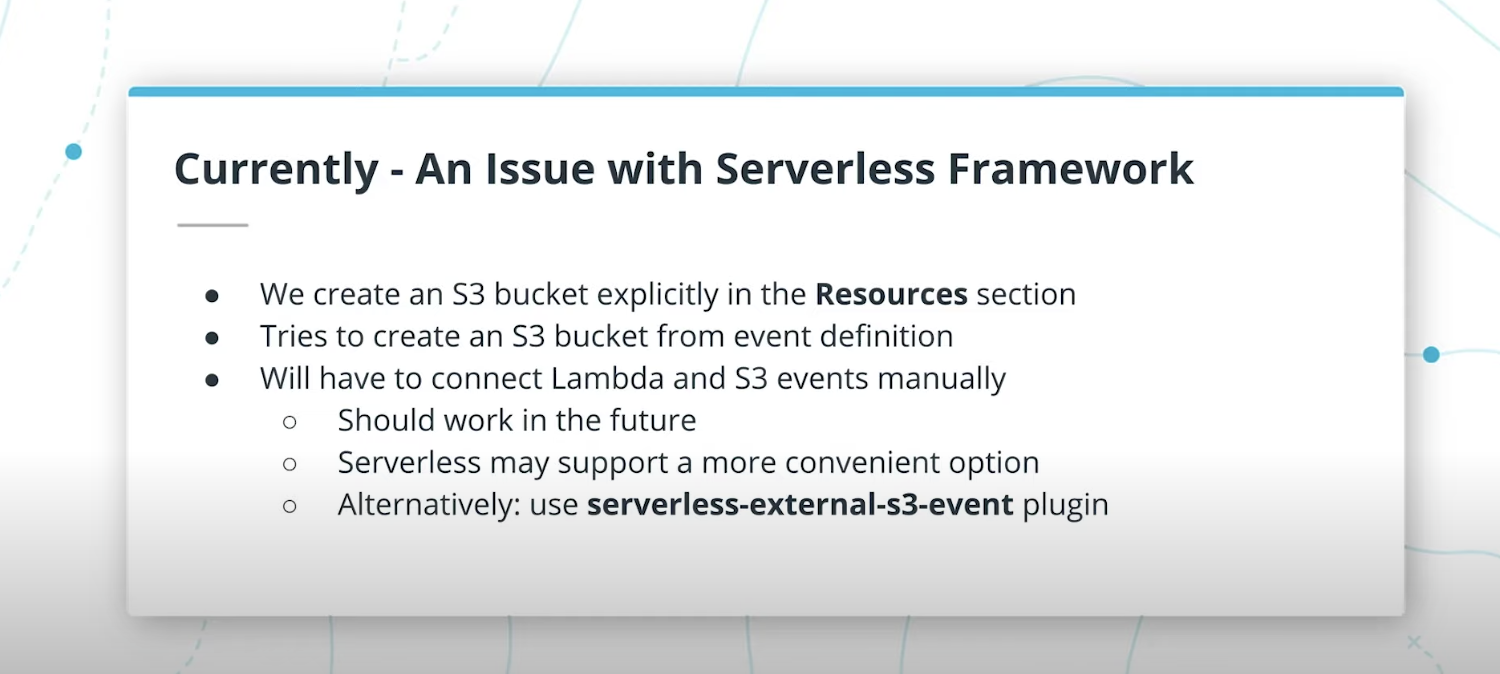 Currently - An Issue with Serverless Framework
● We create an S3 bucket explicitly in the Resources section
● Tries to create an S3 bucket from event definition
● Will have to connect Lambda and S3 events manually
○ Should work in the future
○ Serverless may support a more convenient option
○ Alternatively: use serverless-external-s3-event plugin